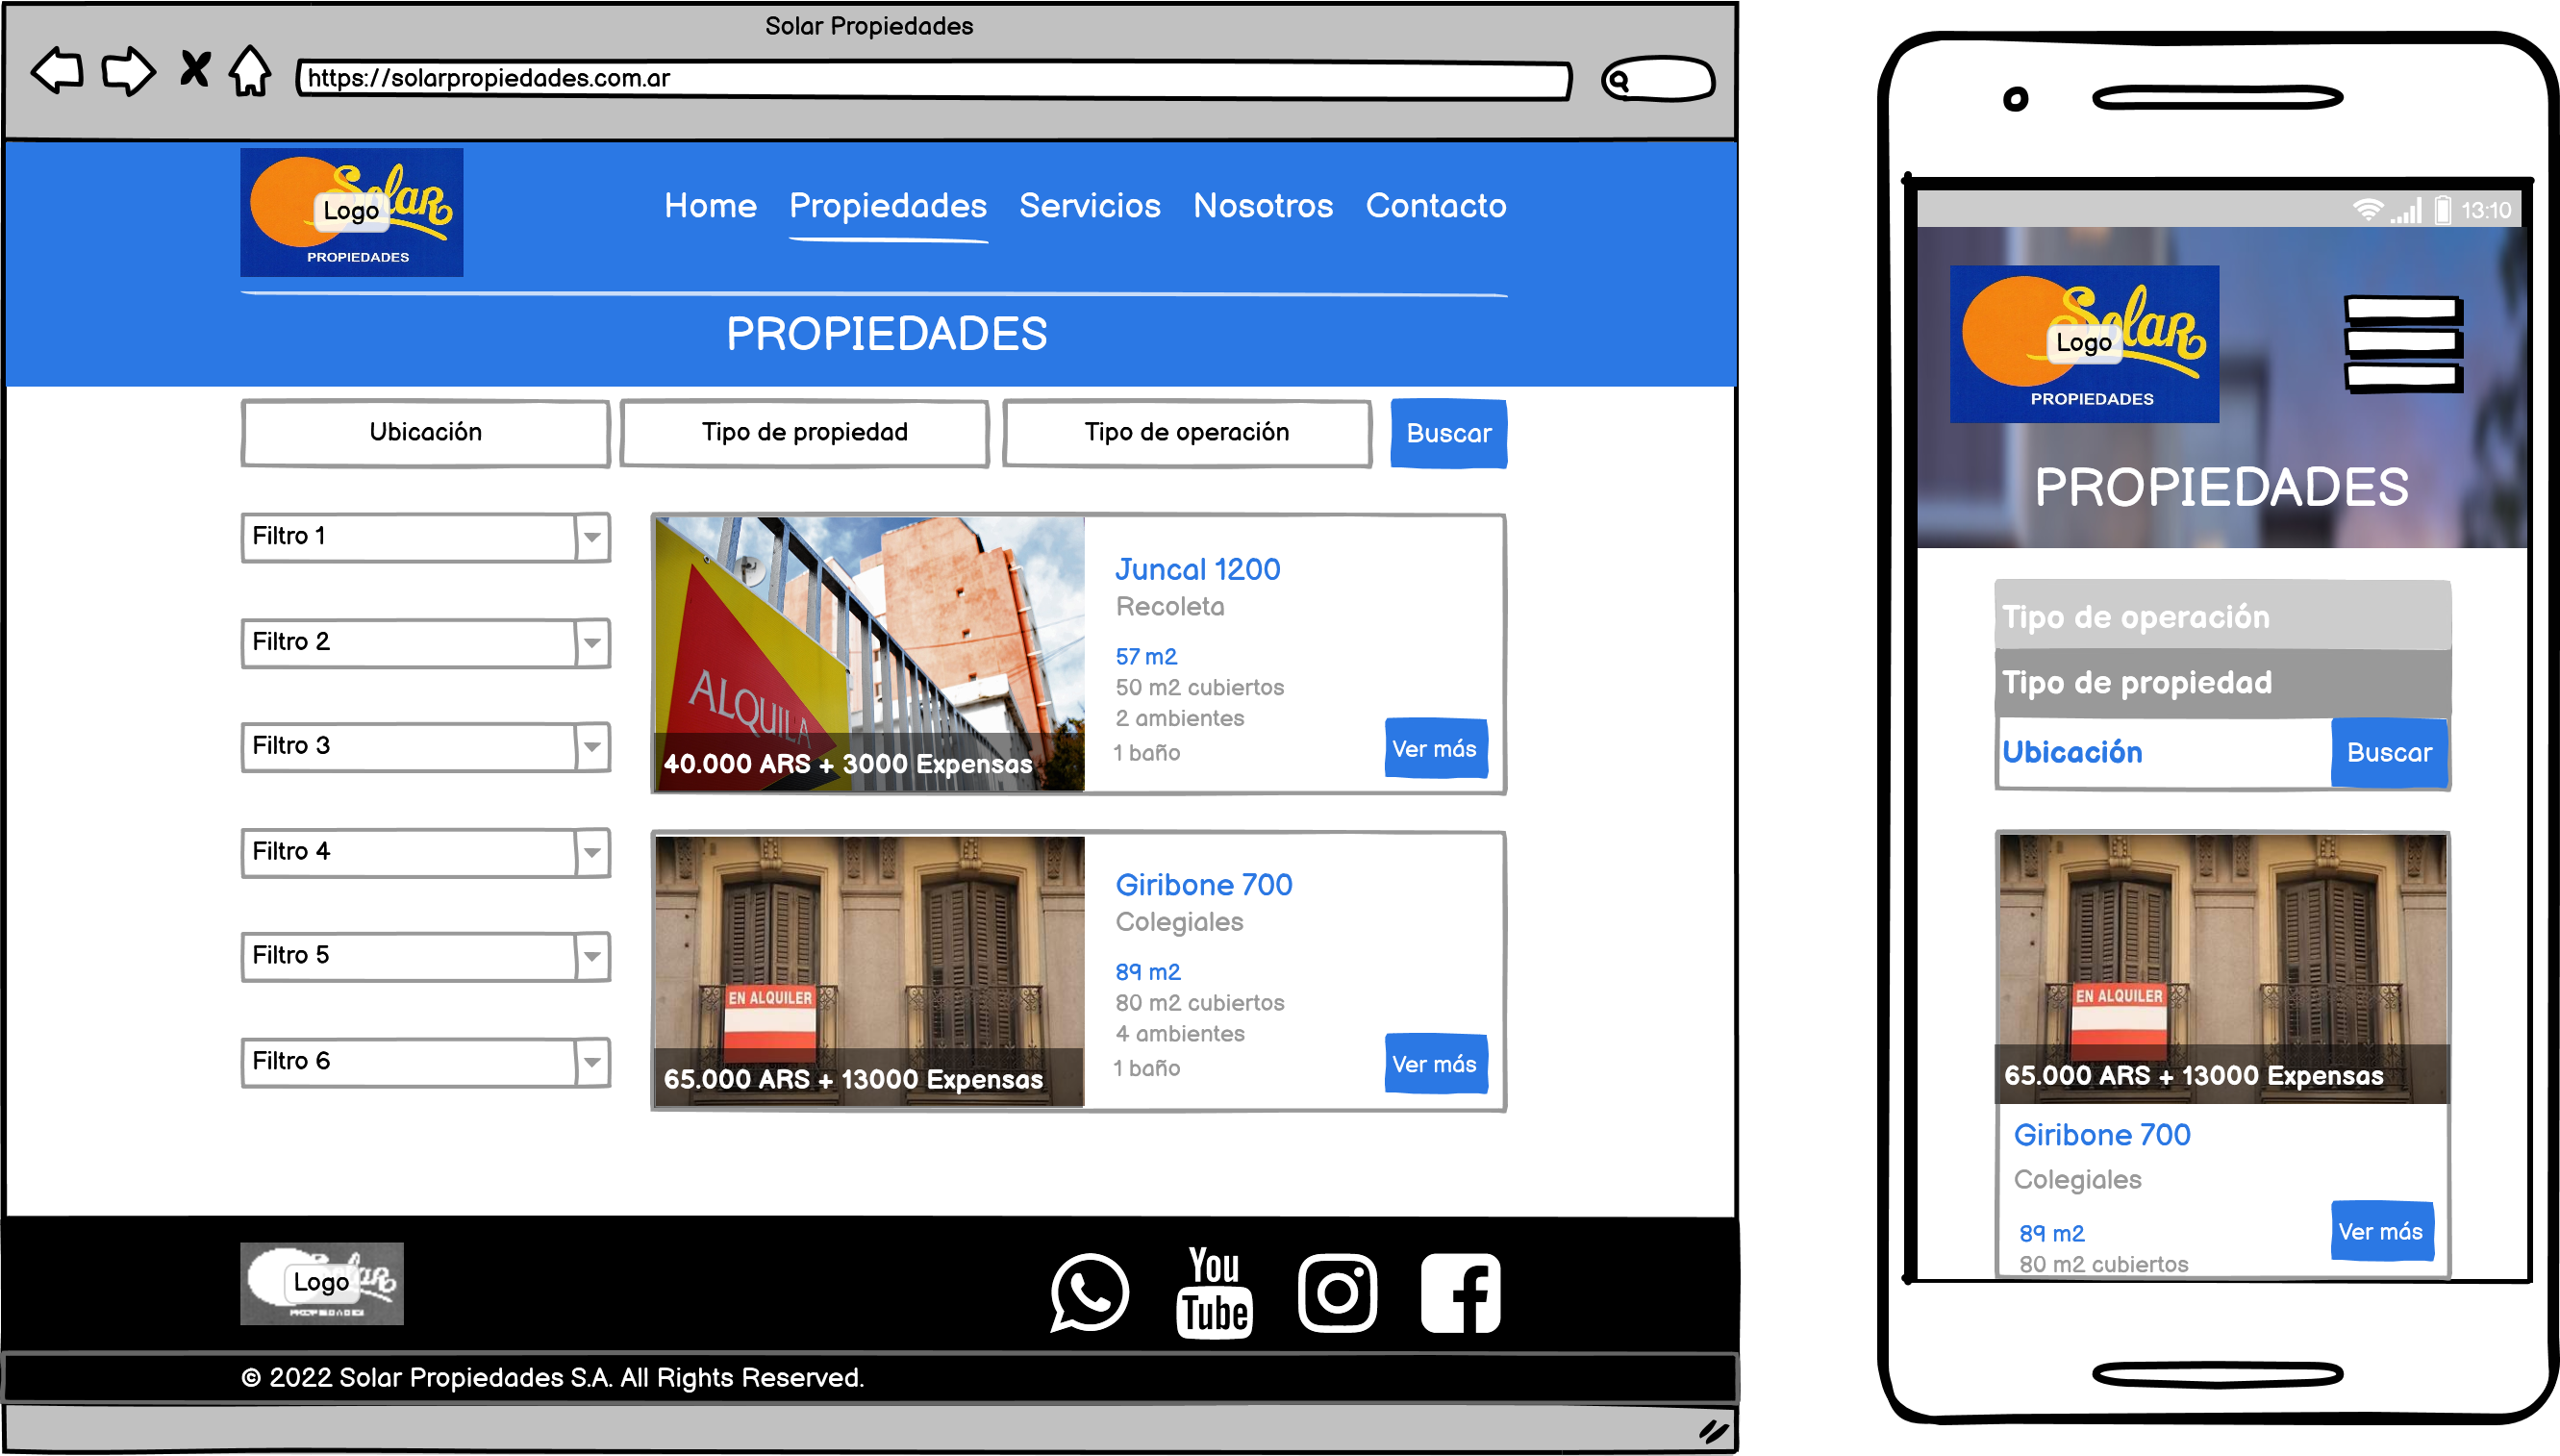 Solar Propiedades
https://solarpropiedades.com.ar
Solar
Logo
PROPIEDADES
Home Propiedades Servicios Nosotros Contacto
PROPIEDADES
Ubicación Tipo de propiedad Tipo de operación Buscar
Filtro 1
Filtro 2
Filtro 3
Filtro 4
Filtro 5
Filtro 6
ALQUILA
40.000 ARS + 3000 Expensas
Juncal 1200
Recoleta
57 m2
50 m2 cubiertos
2 ambientes
1 baño
Ver más
EN ALQUILER
65.000 ARS + 13000 Expensas
Giribone 700
Colegiales
89 m2
80 m2 cubiertos
4 ambientes
1 baño
Ver más
Solar
Logo
PROPIEDADES
You
Tube
© 2022 Solar Propiedades S.A. All Rights Reserved.
13:10
Solar
Logo
PROPIEDADES
PROPIEDADES
Tipo de operación
Tipo de propiedad
Ubicación Buscar
EN ALQUILER
65.000 ARS + 13000 Expensas
Giribone 700
Colegiales
89 m2
80 m2 cubiertos
Ver más